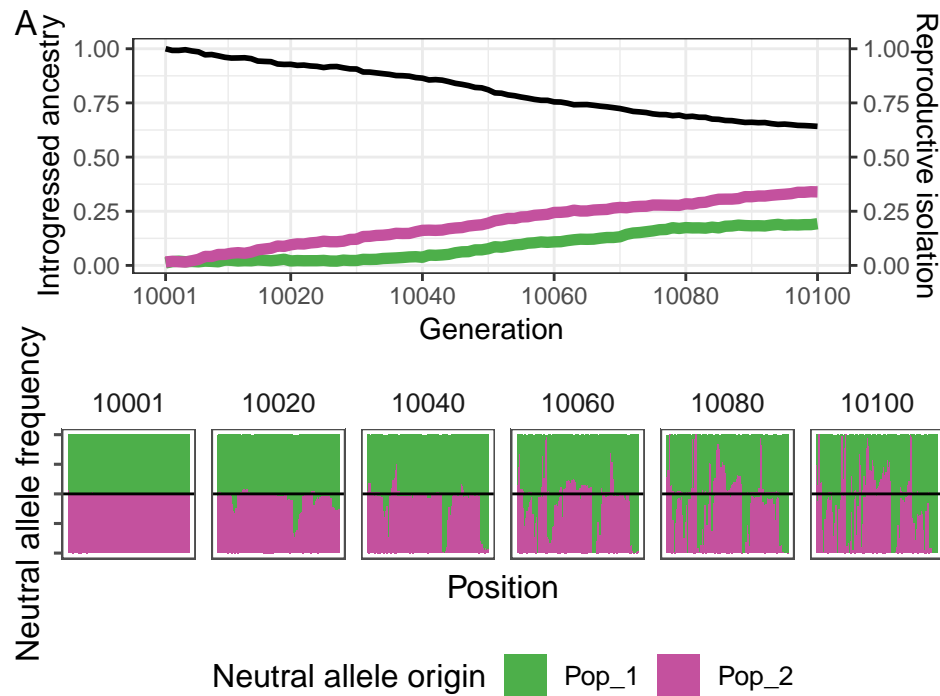 A
Introgressed ancestry
Reproductive isolation
1.00
0.75
0.50
0.25
0.00
1.00
0.75
0.50
0.25
0.00
10001 10020 10040 10060 10080 10100
Generation
Neutral allele frequency
10001 10020 10040 10060 10080 10100
Position
Neutral allele origin Pop_1 Pop_2